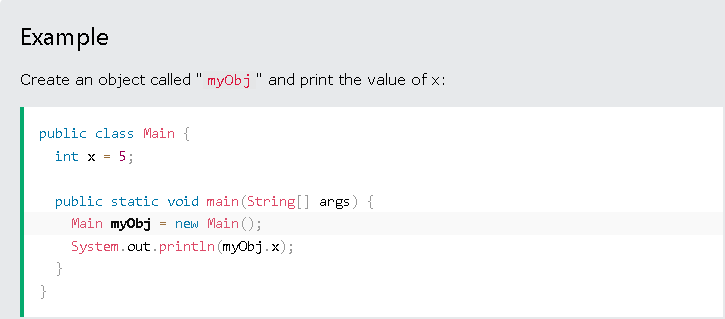 Example
Create an object called "myObj" and print the value of x:
public class Main {
  int x = 5;
  public static void main(String[] args) {
    Main myObj = new Main();
    System.out.println(myObj.x);
  }
}